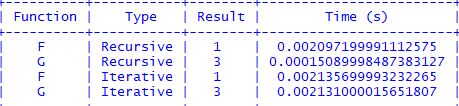 +-----------+-------------+----------+------------------------+
| Function | Type | Result | Time (s) |
+-----------+-------------+----------+------------------------+
| F | Recursive | 1 | 0.002097199991112575 |
| G | Recursive | 3 | 0.00015089998487383127 |
| F | Iterative | 1 | 0.002135699993232265 |
| G | Iterative | 3 | 0.002131000015651807 |
+-----------+-------------+----------+------------------------+